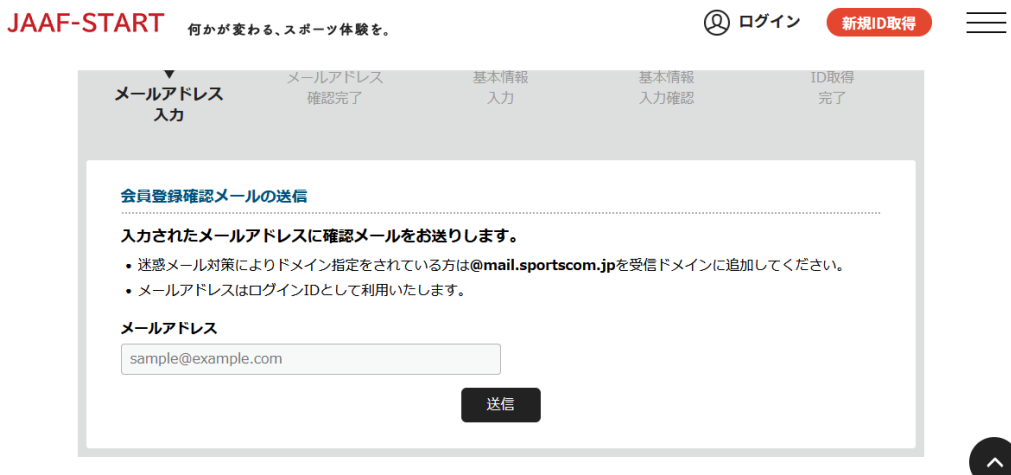 JAAF-START 何かが変わる、スポーツ体験を。 ログイン 新規ID取得
メールアドレス メールアドレス 基本情報 基本情報 ID取得
入力 確認完了 入力 入力確認 完了
会員登録確認メールの送信
入力されたメールアドレスに確認メールをお送りします。
• 迷惑メール対策によりドメイン指定をされている方は@mail.sportscom.jpを受信ドメインに追加してください。
• メールアドレスはログインIDとして利用いたします。
メールアドレス
sample@example.com
送信